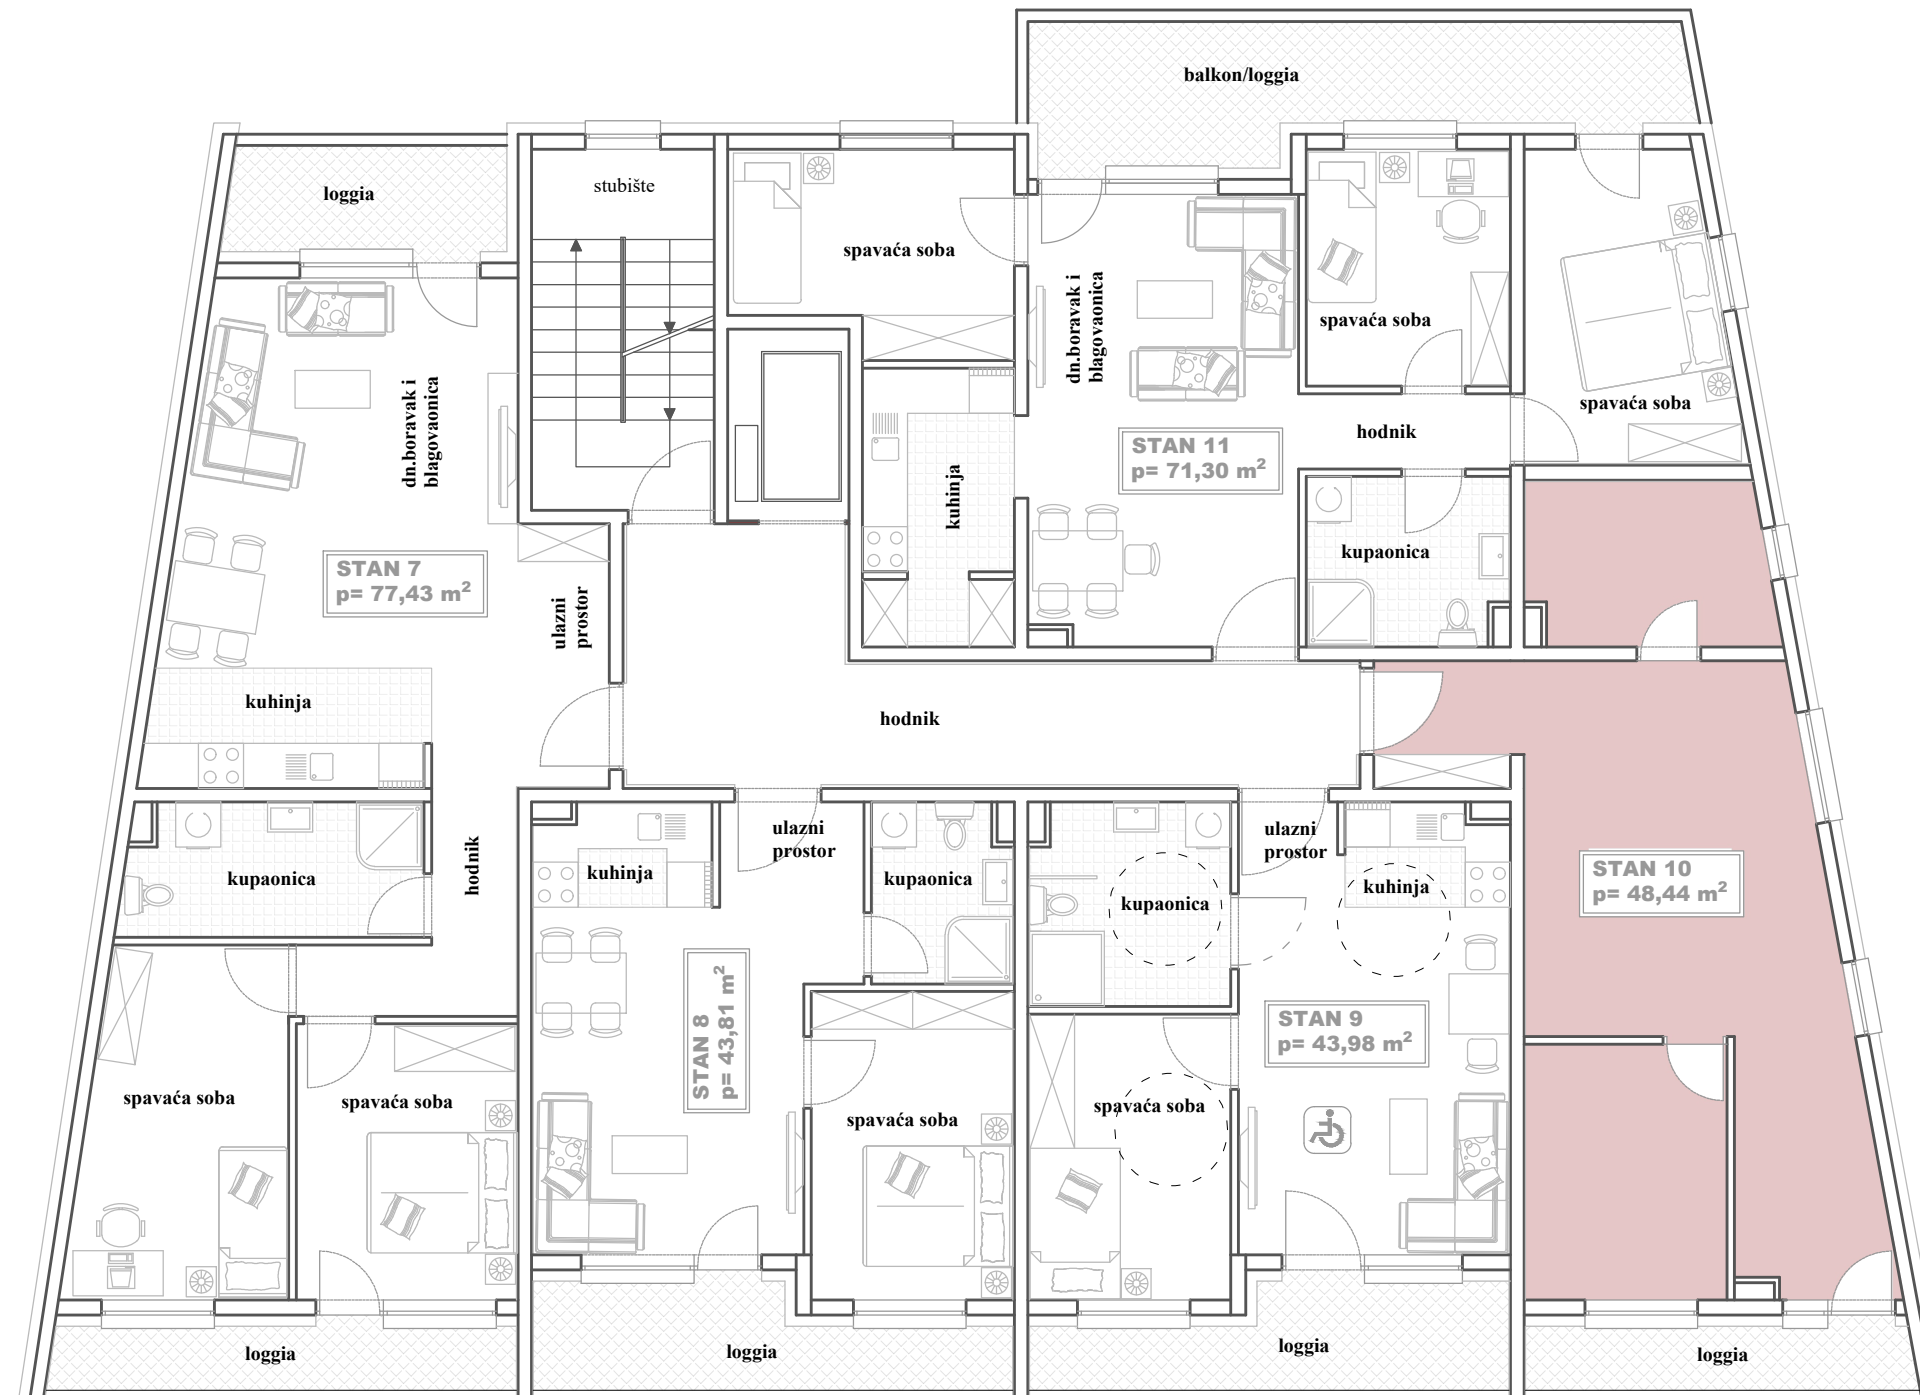 balkon/loggia
loggia
stubište
spavaća soba
dn.boravak i
blagovaonica
spavaća soba
spavaća soba
dn.boravak i
blagovaonica
STAN 11
p= 71,30 m²
hodnik
kuhinja
kupaonica
STAN 7
p= 77,43 m²
ulazni
prostor
kuhinja
hodnik
hodnik
kupaonica
kuhinja
ulazni
prostor
kupaonica
kupaonica
ulazni
prostor
kuhinja
STAN 10
p= 48,44 m²
STAN 8
p= 43,81 m²
STAN 9
p= 43,98 m²
spavaća soba
spavaća soba
spavaća soba
spavaća soba
loggia
loggia
loggia
loggia